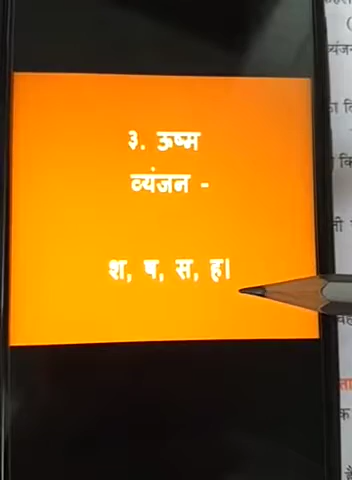 ३. ऊष्म
व्यंजन -
श, ष, स, ह।